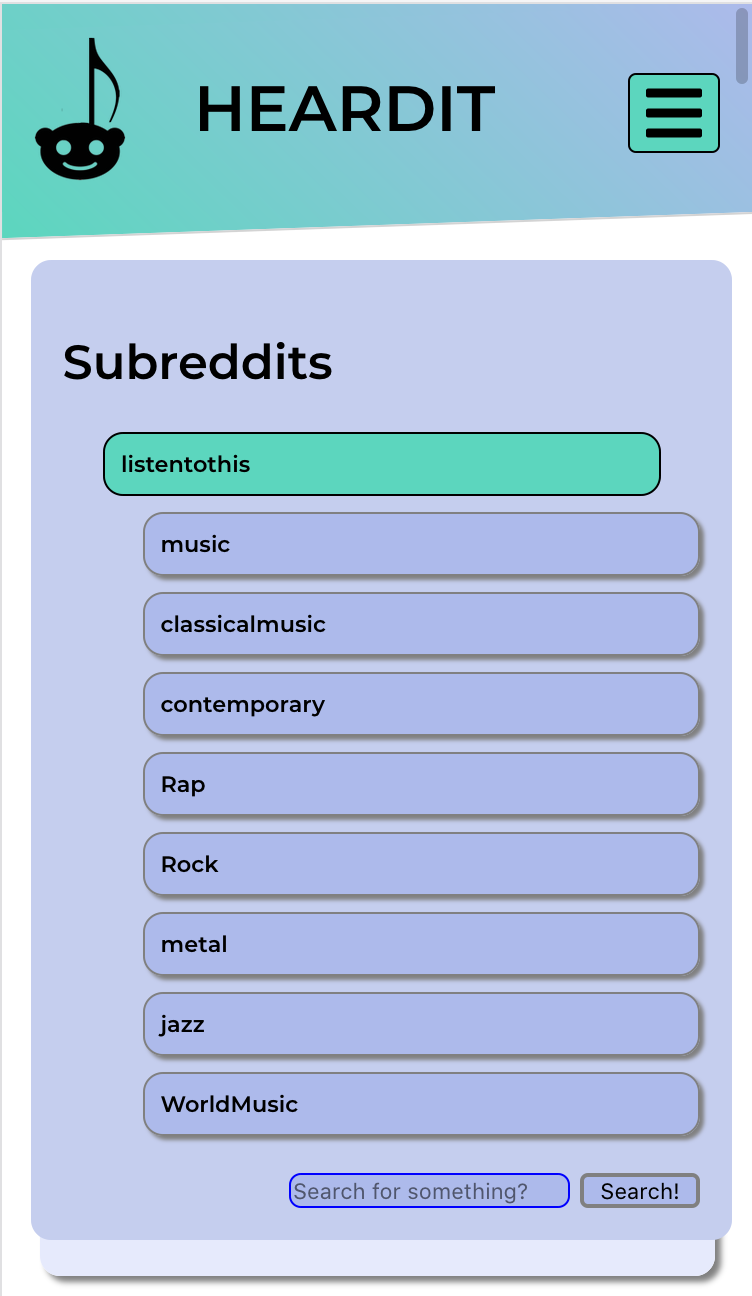 HEARDIT
Subreddits
listentothis
music
classicalmusic
contemporary
Rap
Rock
metal
jazz
WorldMusic
Search for something? Search!